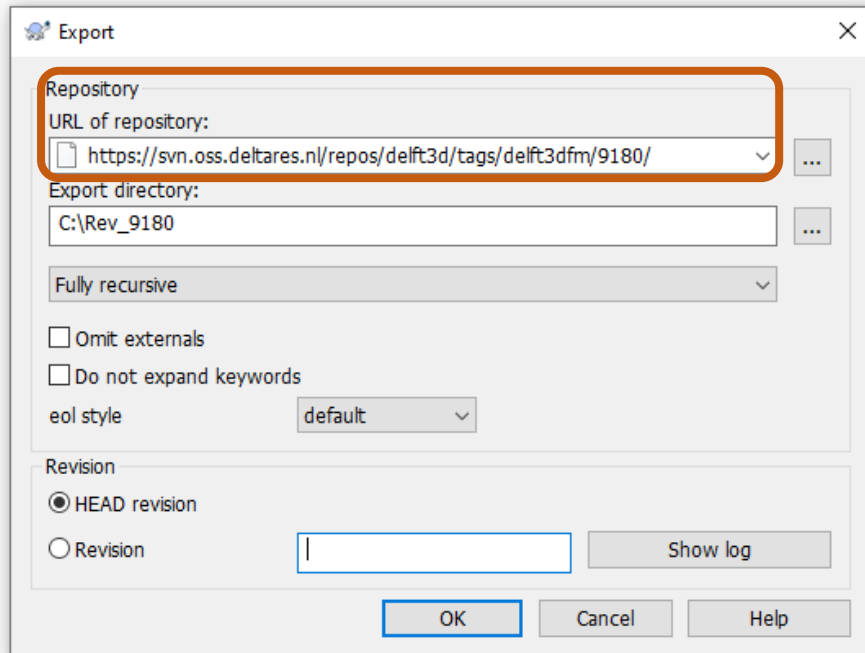 Export
Repository
URL of repository:
https://svn.oss.deltares.nl/repos/delft3d/tags/delft3dfm/9180/
...
Export directory:
C:\Rev_9180
...
Fully recursive
Omit externals
Do not expand keywords
eol style default
Revision
HEAD revision
Revision Show log
OK Cancel Help